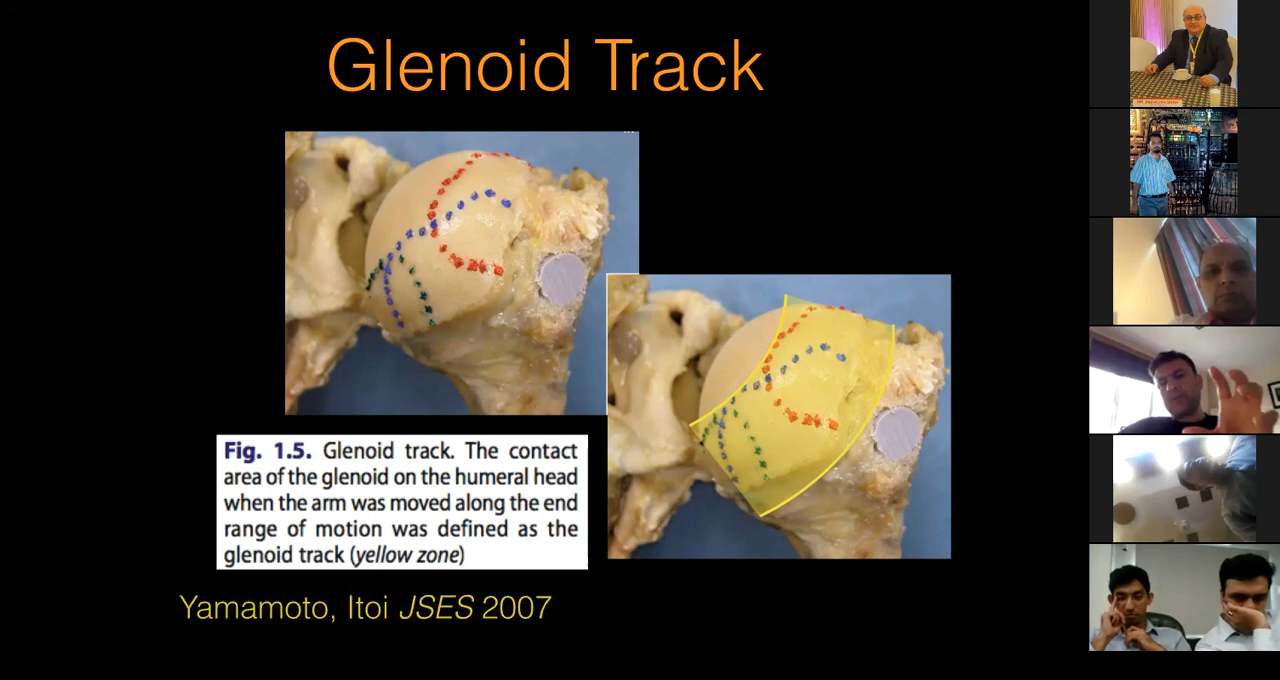 Glenoid Track
Fig. 1.5. Glenoid track. The contact
area of the glenoid on the humeral head
when the arm was moved along the end
range of motion was defined as the
glenoid track (yellow zone)
Yamamoto, Itoi JSES 2007